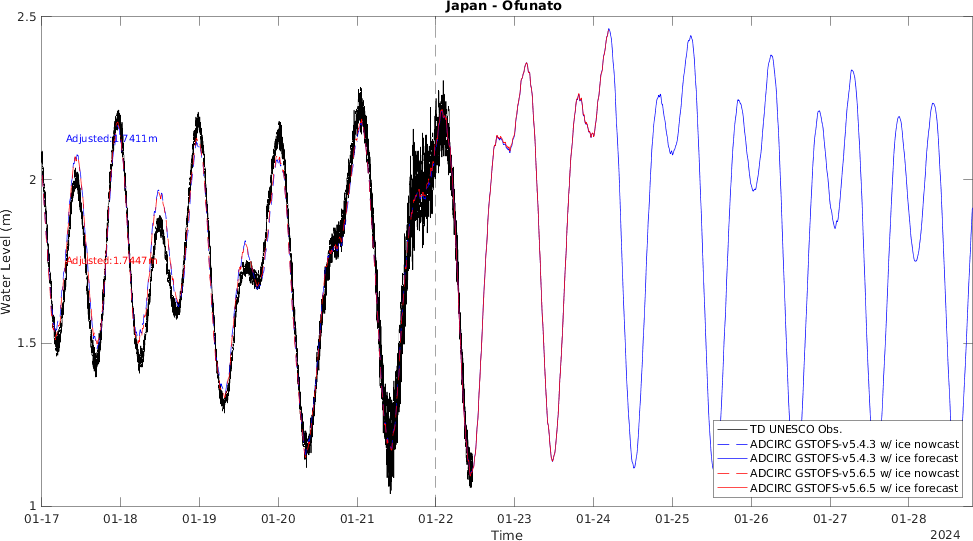 Japan - Ofunato
2.5
2
1.5
1
Water Level (m)
Adjusted:1.7411m
Adjusted:1.7447m
TD UNESCO Obs.
ADCIRC GSTOFS-v5.4.3 w/ ice nowcast
ADCIRC GSTOFS-v5.4.3 w/ ice forecast
ADCIRC GSTOFS-v5.6.5 w/ ice nowcast
ADCIRC GSTOFS-v5.6.5 w/ ice forecast
01-17 01-18 01-19 01-20 01-21 01-22 01-23 01-24 01-25 01-26 01-27 01-28
Time
2024